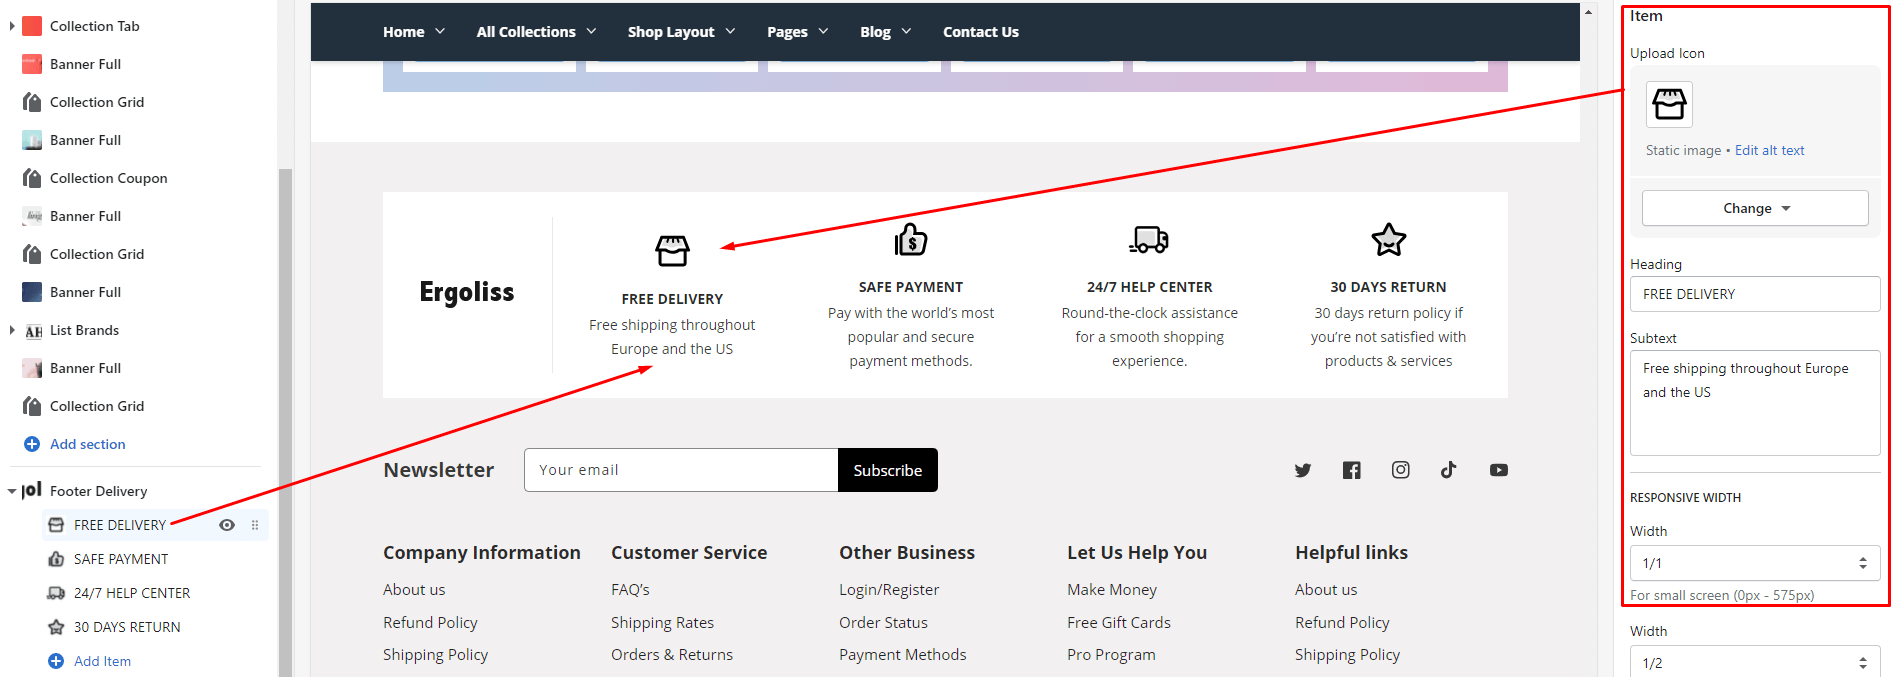 Collection Tab
Banner Full
Collection Grid
Banner Full
Collection Coupon
Banner Full
Collection Grid
Banner Full
List Brands
Banner Full
Collection Grid
Add section
Footer Delivery
FREE DELIVERY
SAFE PAYMENT
24/7 HELP CENTER
30 DAYS RETURN
Add Item
Home All Collections Shop Layout Pages Blog Contact Us
Ergoliss
FREE DELIVERY
Free shipping throughout
Europe and the US
SAFE PAYMENT
Pay with the world’s most
popular and secure
payment methods.
24/7 HELP CENTER
Round-the-clock assistance
for a smooth shopping
experience.
30 DAYS RETURN
30 days return policy if
you’re not satisfied with
products & services
Newsletter Your email Subscribe
Company Information
About us
Refund Policy
Shipping Policy
Customer Service
FAQ’s
Shipping Rates
Orders & Returns
Other Business
Login/Register
Order Status
Payment Methods
Let Us Help You
Make Money
Free Gift Cards
Pro Program
Helpful links
About us
Refund Policy
Shipping Policy
Item
Upload Icon
Static image • Edit alt text
Change
Heading
FREE DELIVERY
Subtext
Free shipping throughout Europe
and the US
RESPONSIVE WIDTH
Width
1/1
For small screen (0px - 575px)
Width
1/2